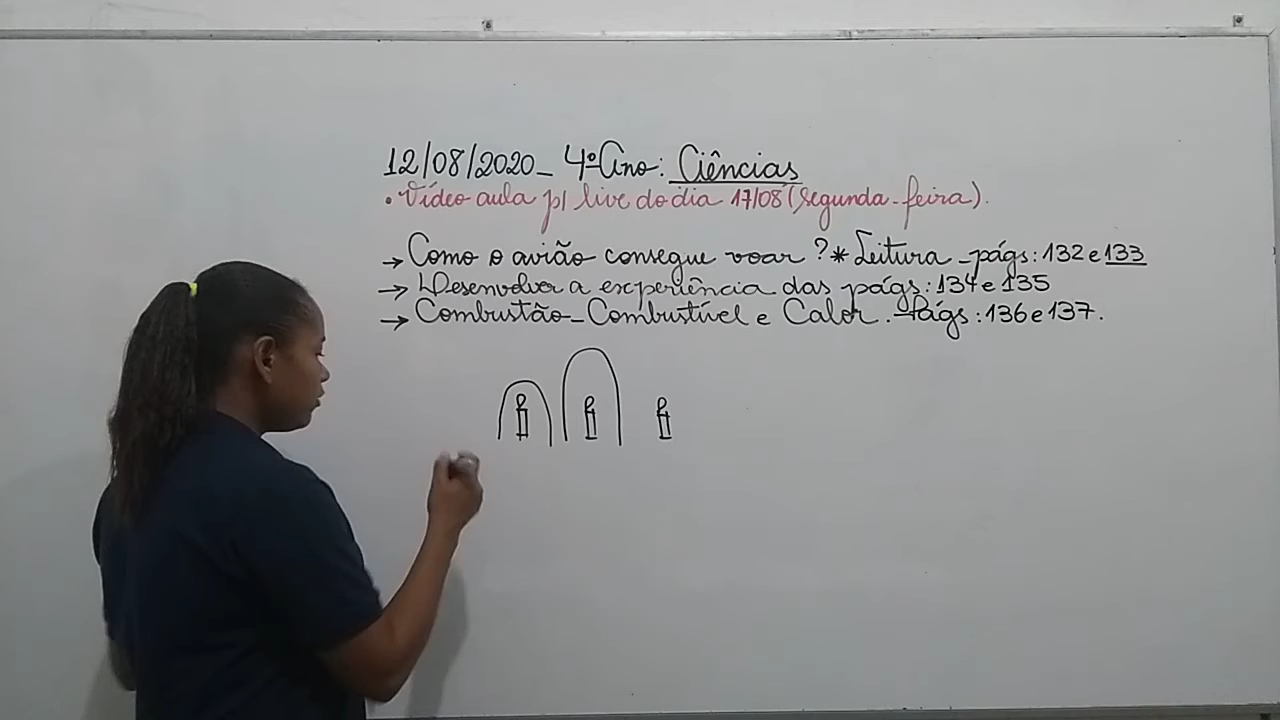 12/08/2020_ 4º Ano: Ciências
• Vídeo aula p/ live do dia 17/08 (segunda-feira).
→ Como o avião consegue voar? * Leitura - págs: 132 e 133
→ Desenvolver a experiência das págs: 134 e 135
→ Combustão - Combustível e Calor. Págs: 136 e 137.